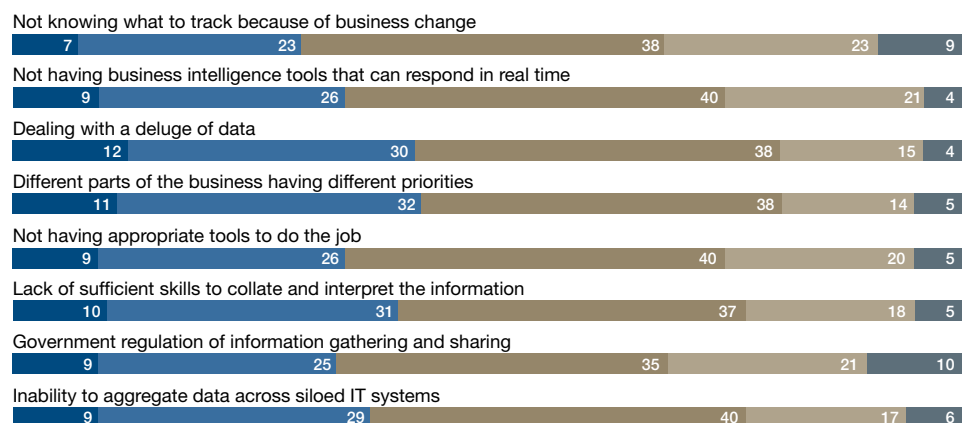 Not knowing what to track because of business change
7 23 38 23 9
Not having business intelligence tools that can respond in real time
9 26 40 21 4
Dealing with a deluge of data
12 30 38 15 4
Different parts of the business having different priorities
11 32 38 14 5
Not having appropriate tools to do the job
9 26 40 20 5
Lack of sufficient skills to collate and interpret the information
10 31 37 18 5
Government regulation of information gathering and sharing
9 25 35 21 10
Inability to aggregate data across siloed IT systems
9 29 40 17 6